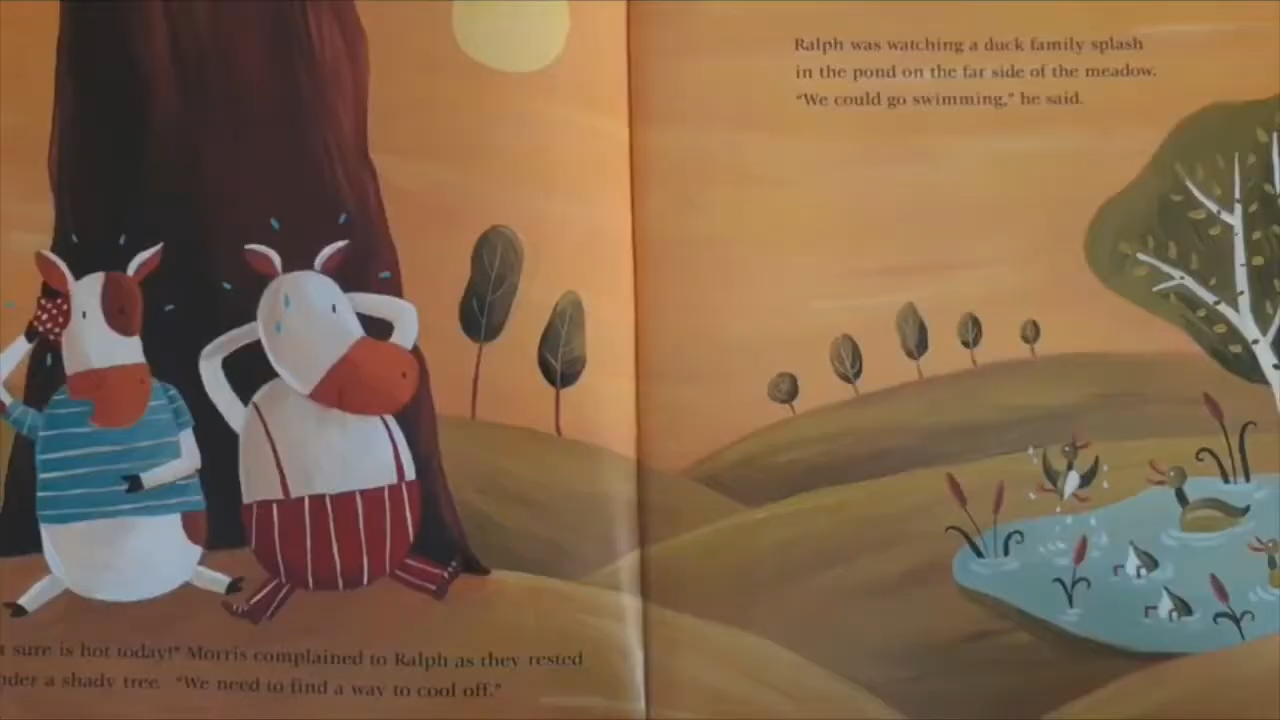 sure is hot today!" Morris complained to Ralph as they rested
a shady tree. "We need to find a way to cool off."
Ralph was watching a duck family splash
in the pond on the far side of the meadow.
"We could go swimming," he said.